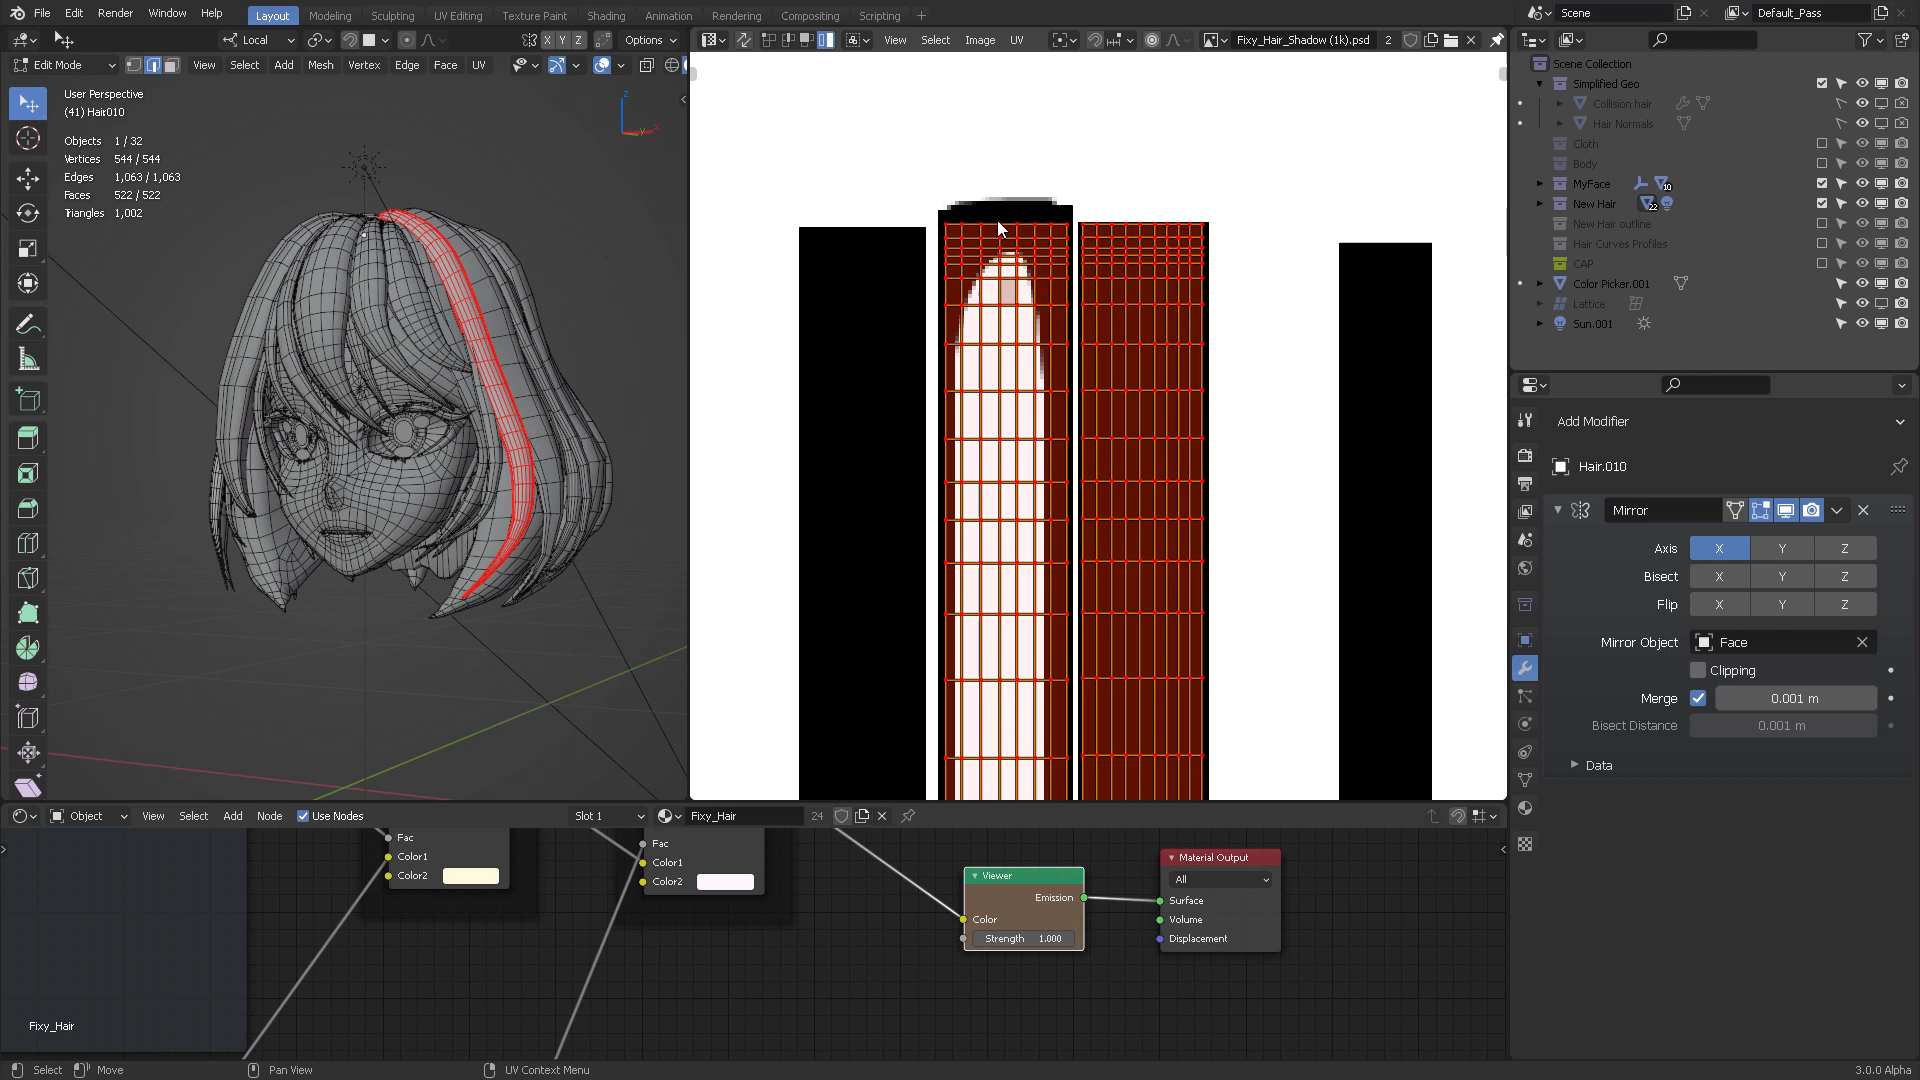 File Edit Render Window Help Layout Modeling Sculpting UV Editing Texture Paint Shading Animation Rendering Compositing Scripting + Scene Default_Pass
Local Options View Select Image UV Fixy_Hair_Shadow (1k).psd 2
Edit Mode View Select Add Mesh Vertex Edge Face UV
User Perspective
(41) Hair010
Objects 1 / 32
Vertices 544 / 544
Edges 1,063 / 1,063
Faces 522 / 522
Triangles 1,002
Z
X
Y
Scene Collection
Simplified Geo
Collision hair
Hair Normals
Cloth
Body
MyFace 10
New Hair 22
New Hair outline
Hair Curves Profiles
CAP
Color Picker.001
Lattice
Sun.001
Add Modifier
Hair.010
Mirror
Axis X Y Z
Bisect X Y Z
Flip X Y Z
Mirror Object Face
Clipping
Merge 0.001 m
Bisect Distance 0.001 m
Data
Object View Select Add Node Use Nodes Slot 1 Fixy_Hair 24
Fac
Color1
Color2
Fac
Color1
Color2
Viewer
Emission
Color
Strength 1.000
Material Output
All
Surface
Volume
Displacement
Fixy_Hair
Select Move Pan View UV Context Menu 3.0.0 Alpha